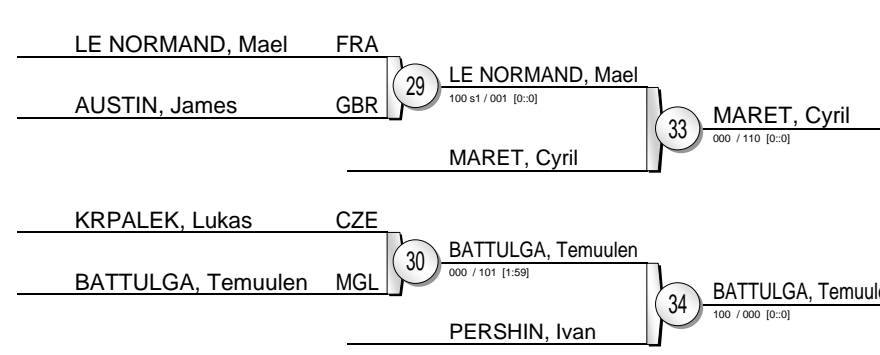 LE NORMAND, Mael FRA
29
LE NORMAND, Mael
100 s1 / 001 [0::0]
AUSTIN, James GBR
33
MARET, Cyril
000 / 110 [0::0]
MARET, Cyril
KRPALEK, Lukas CZE
30
BATTULGA, Temuulen
000 / 101 [1:59]
BATTULGA, Temuulen MGL
34
BATTULGA, Temuul
100 / 000 [0::0]
PERSHIN, Ivan